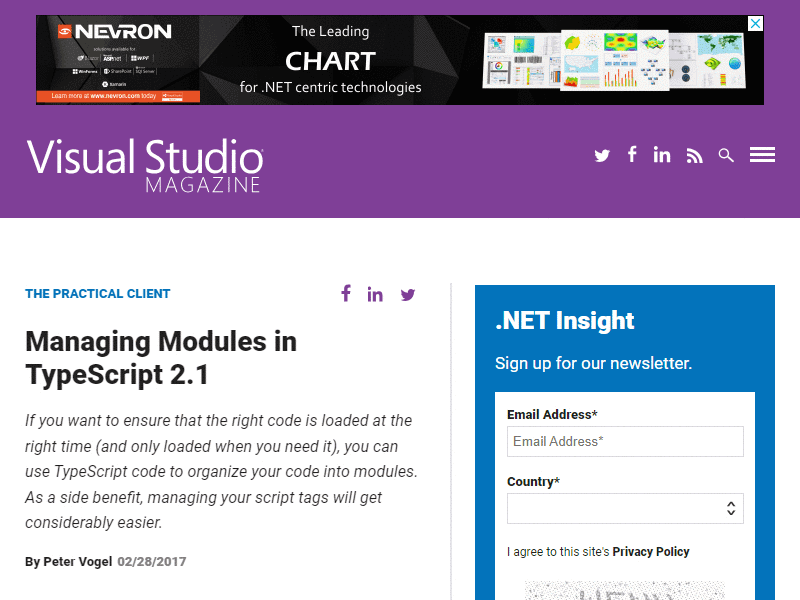 NEVRON
solutions available for
ASP.net
WPF
WinForms
SharePoint
SQL Server
Xamarin
Learn more at www.nevron.com today
The Leading
CHART
for .NET centric technologies
Visual Studio
MAGAZINE
THE PRACTICAL CLIENT
Managing Modules in
TypeScript 2.1
If you want to ensure that the right code is loaded at the
right time (and only loaded when you need it), you can
use TypeScript code to organize your code into modules.
As a side benefit, managing your script tags will get
considerably easier.
By Peter Vogel 02/28/2017
.NET Insight
Sign up for our newsletter.
Email Address*
Email Address*
Country*
I agree to this site's Privacy Policy